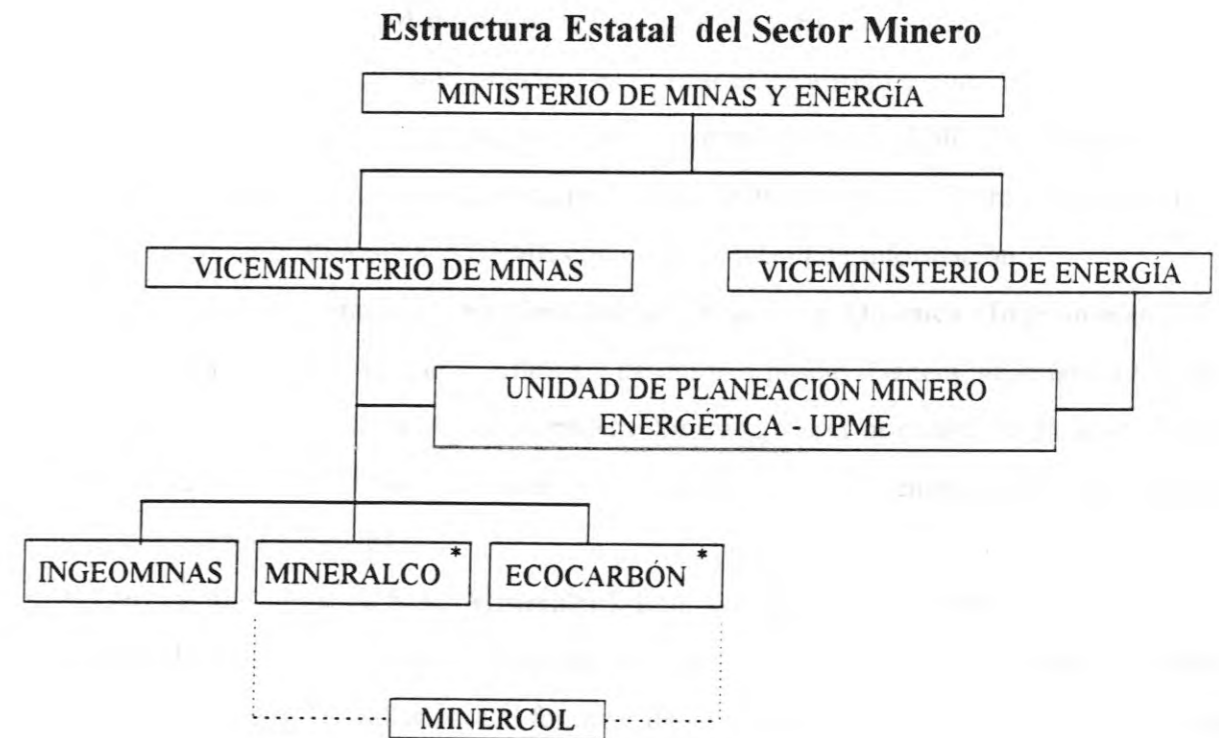 Estructura Estatal del Sector Minero
MINISTERIO DE MINAS Y ENERGÍA
VICEMINISTERIO DE MINAS
VICEMINISTERIO DE ENERGÍA
UNIDAD DE PLANEACIÓN MINERO
ENERGÉTICA - UPME
INGEOMINAS
MINERALCO *
ECOCARBÓN *
MINERCOL